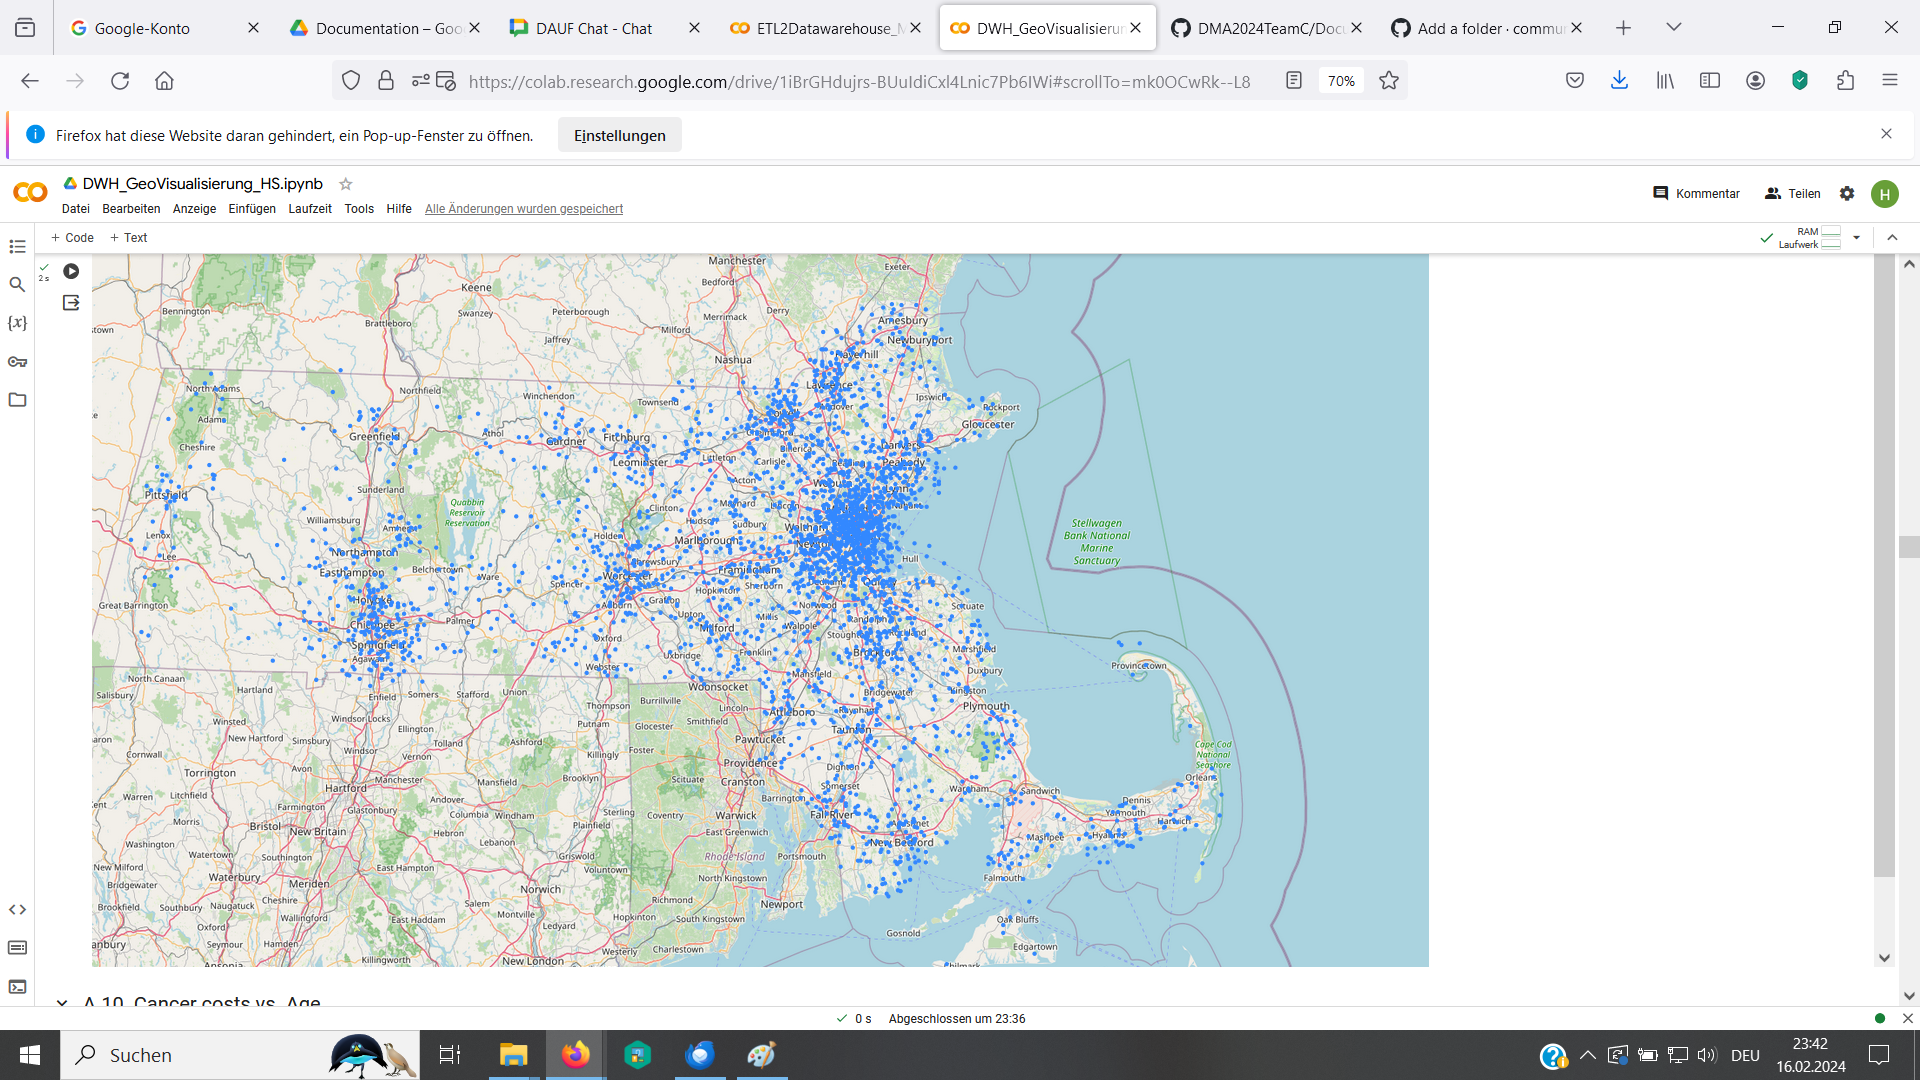 Google-Konto
Documentation – Goo
DAUF Chat - Chat
ETL2Datawarehouse_M
DWH_GeoVisualisierun
DMA2024TeamC/Docu
Add a folder · commun
https://colab.research.google.com/drive/1iBrGHdujrs-BUuIdiCxl4Lnic7Pb6IWi#scrollTo=mk0OCwRk--L8
70%
Firefox hat diese Website daran gehindert, ein Pop-up-Fenster zu öffnen.
Einstellungen
DWH_GeoVisualisierung_HS.ipynb
Datei Bearbeiten Anzeige Einfügen Laufzeit Tools Hilfe Alle Änderungen wurden gespeichert
Kommentar
Teilen
H
+ Code + Text
RAM
Laufwerk
2 s
Manchester
Exeter
Bedford
Keene
Swanzey
Peterborough
Derry
Bennington
Brattleboro
Merrimack
Milford
Amesbury
Newburyport
Jaffrey
Nashua
Haverhill
Lawrence
North Adams
Northfield
Winchendon
Townsend
Ipswich
Rockport
Gloucester
Adams
Cheshire
Greenfield
Athol
Gardner
Fitchburg
Leominster
Littleton
Carlisle
Billerica
Danvers
Peabody
Acton
Lynn
Pittsfield
Sunderland
Quabbin
Reservoir
Reservation
Clinton
Hudson
Maynard
Sudbury
Waltham
Williamsburg
Lenox
Lee
Northampton
Easthampton
Belchertown
Ware
Holden
Marlborough
Shrewsbury
Worcester
Framingham
Sherborn
Hopkinton
Hull
Quincy
Stellwagen
Bank National
Marine
Sanctuary
Great Barrington
Holyoke
Chicopee
Springfield
Agawam
Palmer
Spencer
Auburn
Grafton
Upton
Millis
Milford
Walpole
Norwood
Randolph
Rockland
Scituate
Oxford
Webster
Uxbridge
Franklin
Stoughton
Brockton
Marshfield
Duxbury
Provincetown
North Canaan
Salisbury
Hartland
Enfield
Somers
Stafford
Union
Thompson
Woonsocket
Mansfield
Bridgewater
Kingston
Plymouth
Winsted
Windsor Locks
Ellington
Burrillville
Lincoln
Smithfield
Glocester
Attleboro
Raynham
Taunton
Putnam
Cornwall
New Hartford
Simsbury
Windsor
Tolland
Ashford
Killingly
Foster
Pawtucket
Providence
Cranston
Dighton
Somerset
Cape Cod
National
Seashore
Torrington
Avon
Vernon
Manchester
Mansfield
Brooklyn
Scituate
Wareham
Sandwich
Orleans
Warren
Litchfield
Hartford
Barrington
Dennis
Yarmouth
Harwich
Farmington
Glastonbury
Andover
Columbia
Windham
Sterling
Plainfield
Coventry
Warwick
Fall River
Acushnet
Hyannis
Mashpee
Morris
Bristol
New Britain
Hebron
Lebanon
East Greenwich
New Bedford
Washington
Watertown
Southington
Griswold
Voluntown
Rhode Island
Portsmouth
New Milford
Waterbury
East Hampton
North Kingstown
Falmouth
Bridgewater
Meriden
Norwich
Brookfield
Southbury
Naugatuck
Cheshire
Salem
Montville
Richmond
Newport
Oxford
Wallingford
East Haddam
Ledyard
Hopkinton
South Kingstown
Oak Bluffs
Gosnold
Edgartown
Seymour
Hamden
Westerly
Charlestown
Killingworth
New London
A.10. Cancer costs vs. Age
0 s Abgeschlossen um 23:36
Suchen
DEU
23:42
16.02.2024